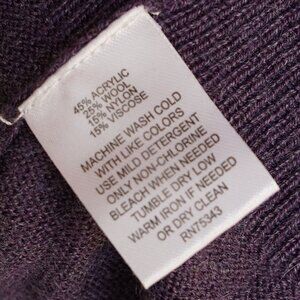 45% ACRYLIC
25% WOOL
15% NYLON
15% VISCOSE
MACHINE WASH COLD
WITH LIKE COLORS
USE MILD DETERGENT
ONLY NON-CHLORINE
BLEACH WHEN NEEDED
TUMBLE DRY LOW
WARM IRON IF NEEDED
OR DRY CLEAN
RN75343